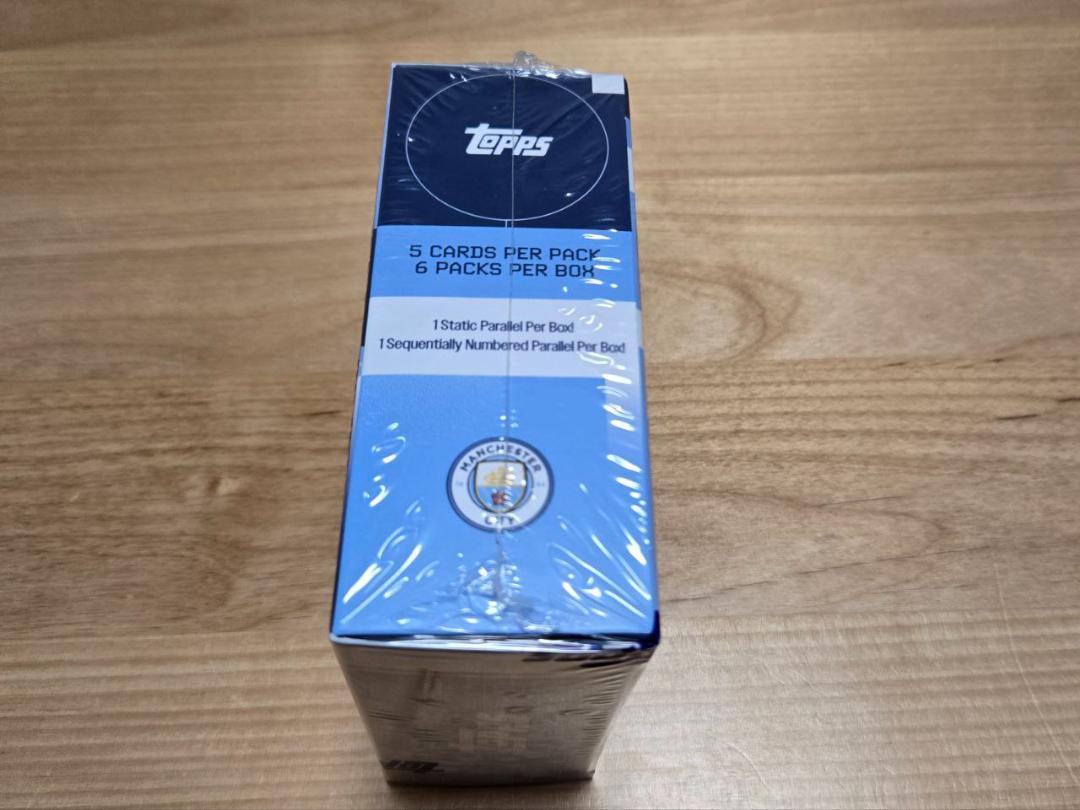 topps
5 CARDS PER PACK
6 PACKS PER BOX
1 Static Parallel Per Box!
1 Sequentially Numbered Parallel Per Box!
MANCHESTER
CITY